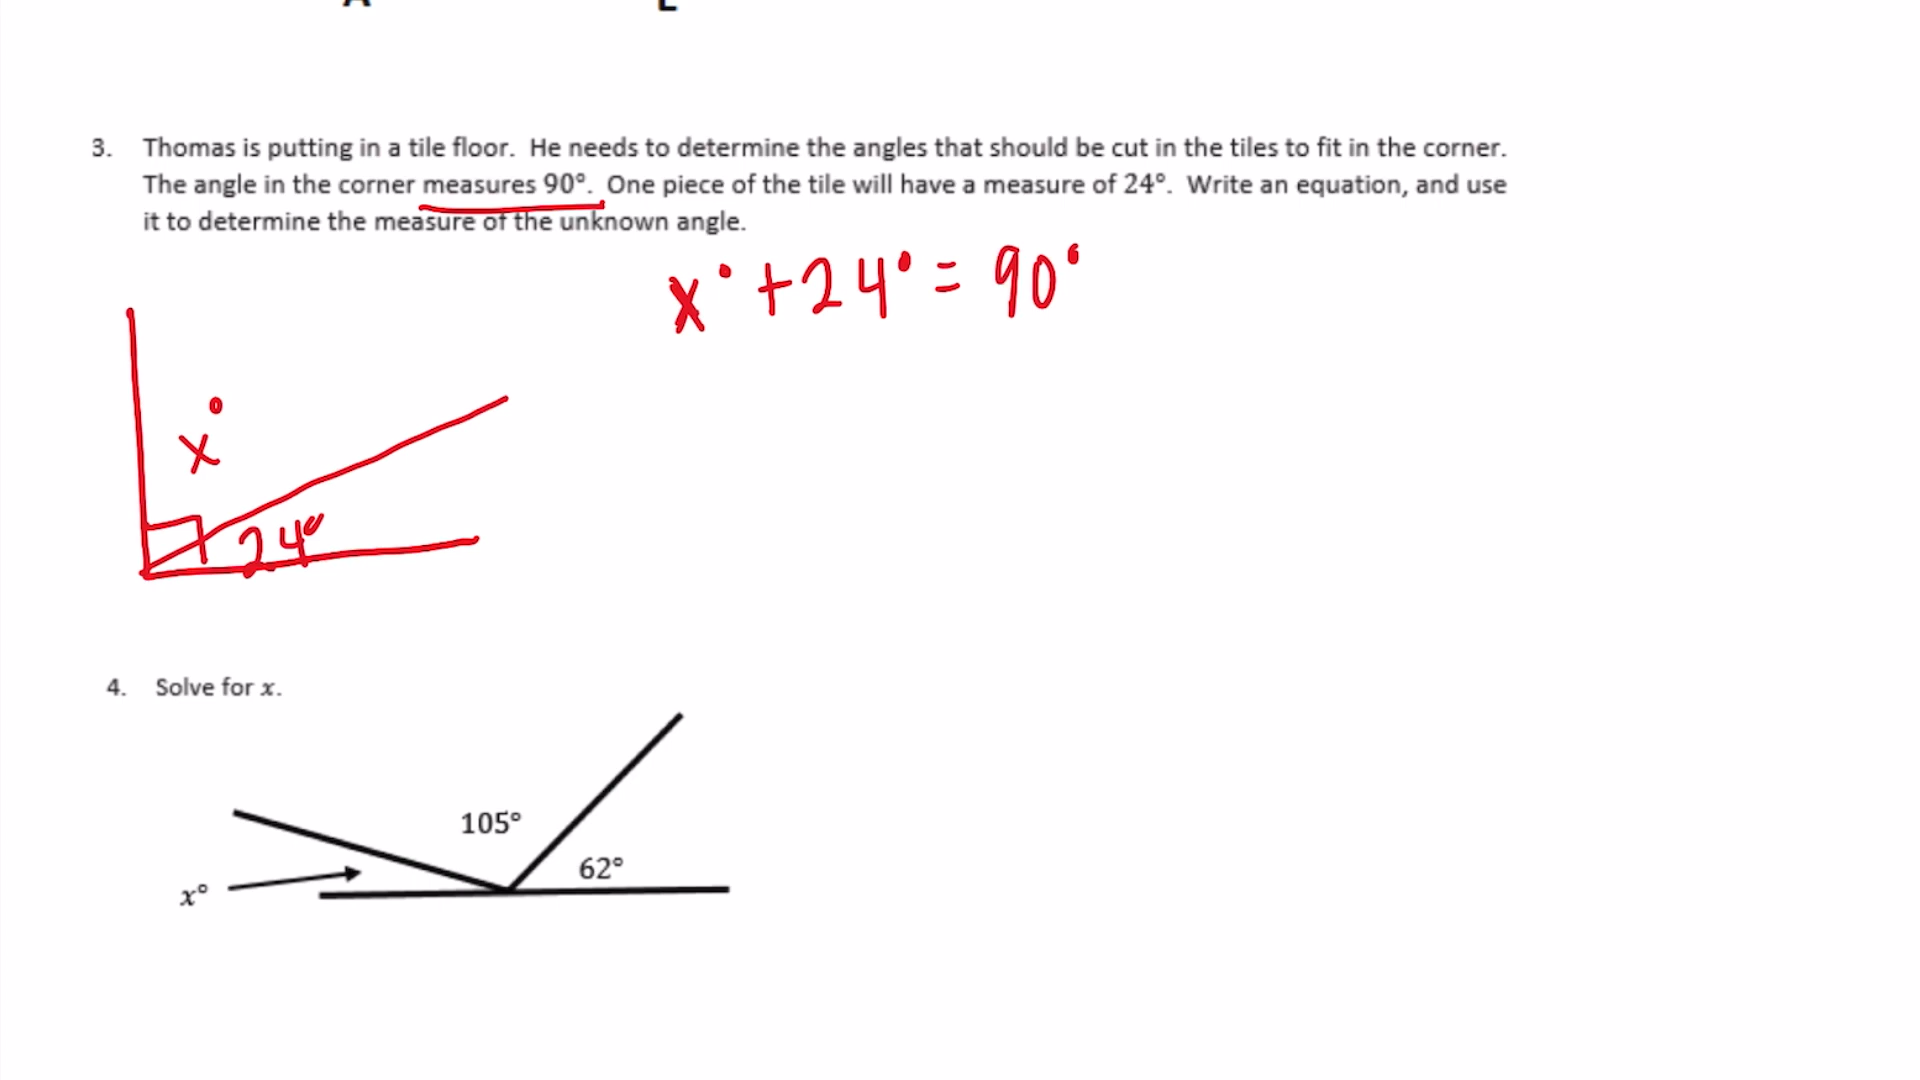 3. Thomas is putting in a tile floor. He needs to determine the angles that should be cut in the tiles to fit in the corner.
The angle in the corner measures 90°. One piece of the tile will have a measure of 24°. Write an equation, and use
it to determine the measure of the unknown angle.
x° + 24° = 90°
x°
24°
4. Solve for x.
105°
62°
x°